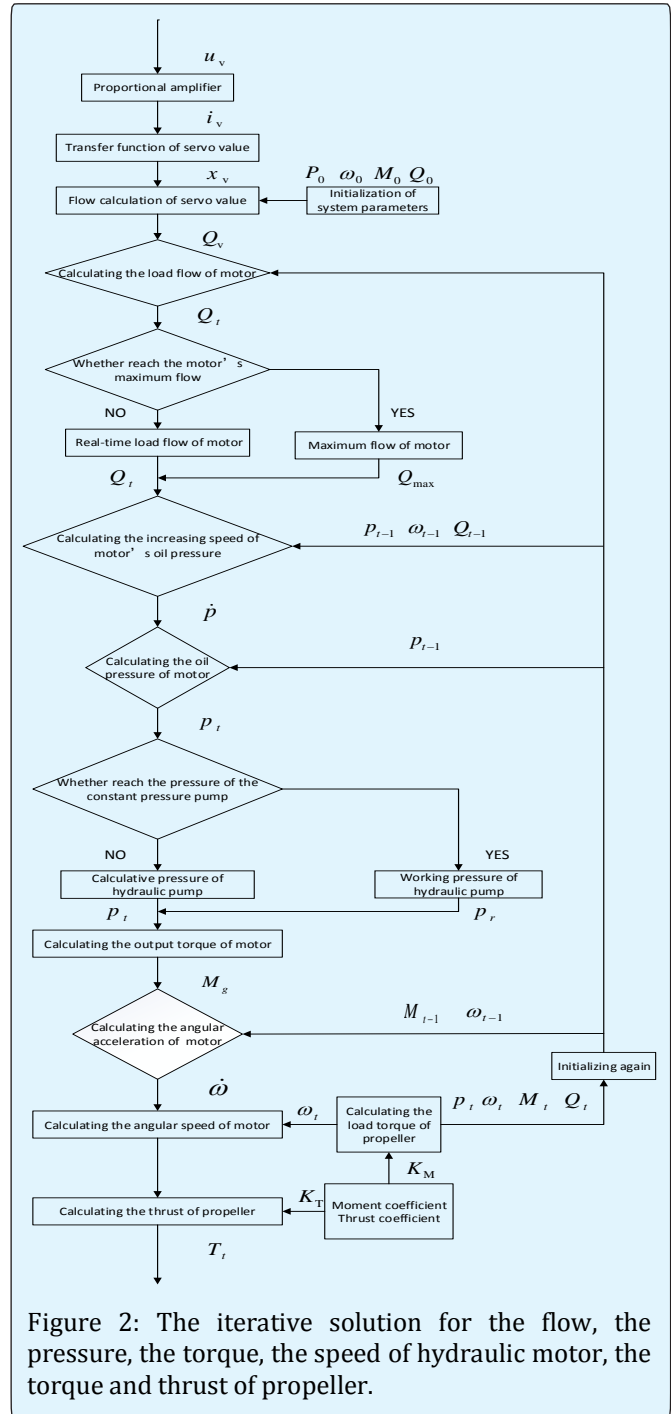 u_v
Proportional amplifier
i_v
Transfer function of servo value
x_v
P_0 ω_0 M_0 Q_0
Flow calculation of servo value
Initialization of
system parameters
Q_v
Calculating the load flow of motor
Q_t
Whether reach the motor's
maximum flow
NO
YES
Real-time load flow of motor
Maximum flow of motor
Q_t
Q_max
Calculating the increasing speed of
motor's oil pressure
p_{t-1} ω_{t-1} Q_{t-1}
ṗ
Calculating the oil
pressure of motor
p_{t-1}
p_t
Whether reach the pressure of the
constant pressure pump
NO
YES
Calculative pressure of
hydraulic pump
Working pressure of
hydraulic pump
p_t
p_r
Calculating the output torque of motor
M_g
Calculating the angular
acceleration of motor
M_{t-1} ω_{t-1}
Initializing again
ω̇
ω_t
Calculating the
load torque of
propeller
p_t ω_t M_t Q_t
Calculating the angular speed of motor
K_M
K_T
Moment coefficient
Thrust coefficient
Calculating the thrust of propeller
T_t
Figure 2: The iterative solution for the flow, the
pressure, the torque, the speed of hydraulic motor, the
torque and thrust of propeller.